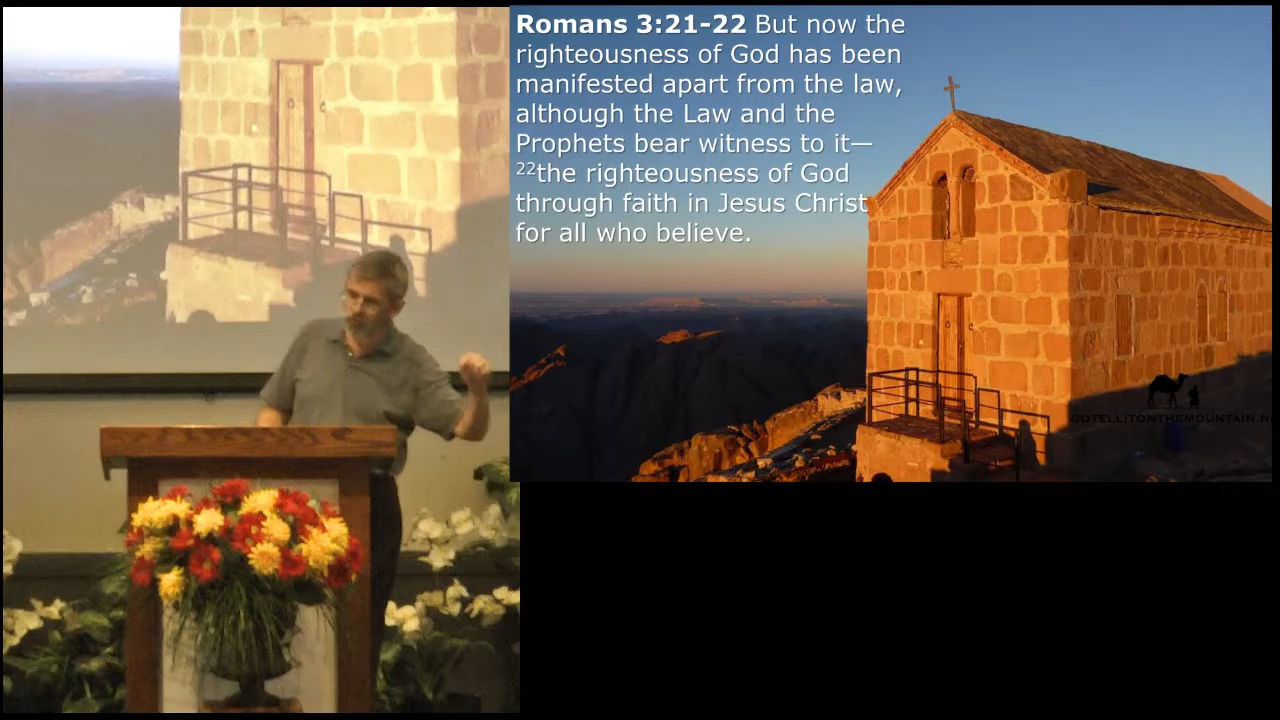 Romans 3:21-22 But now the
righteousness of God has been
manifested apart from the law,
although the Law and the
Prophets bear witness to it—
22the righteousness of God
through faith in Jesus Christ
for all who believe.
GOTELLITONTHEMOUNTAIN.N